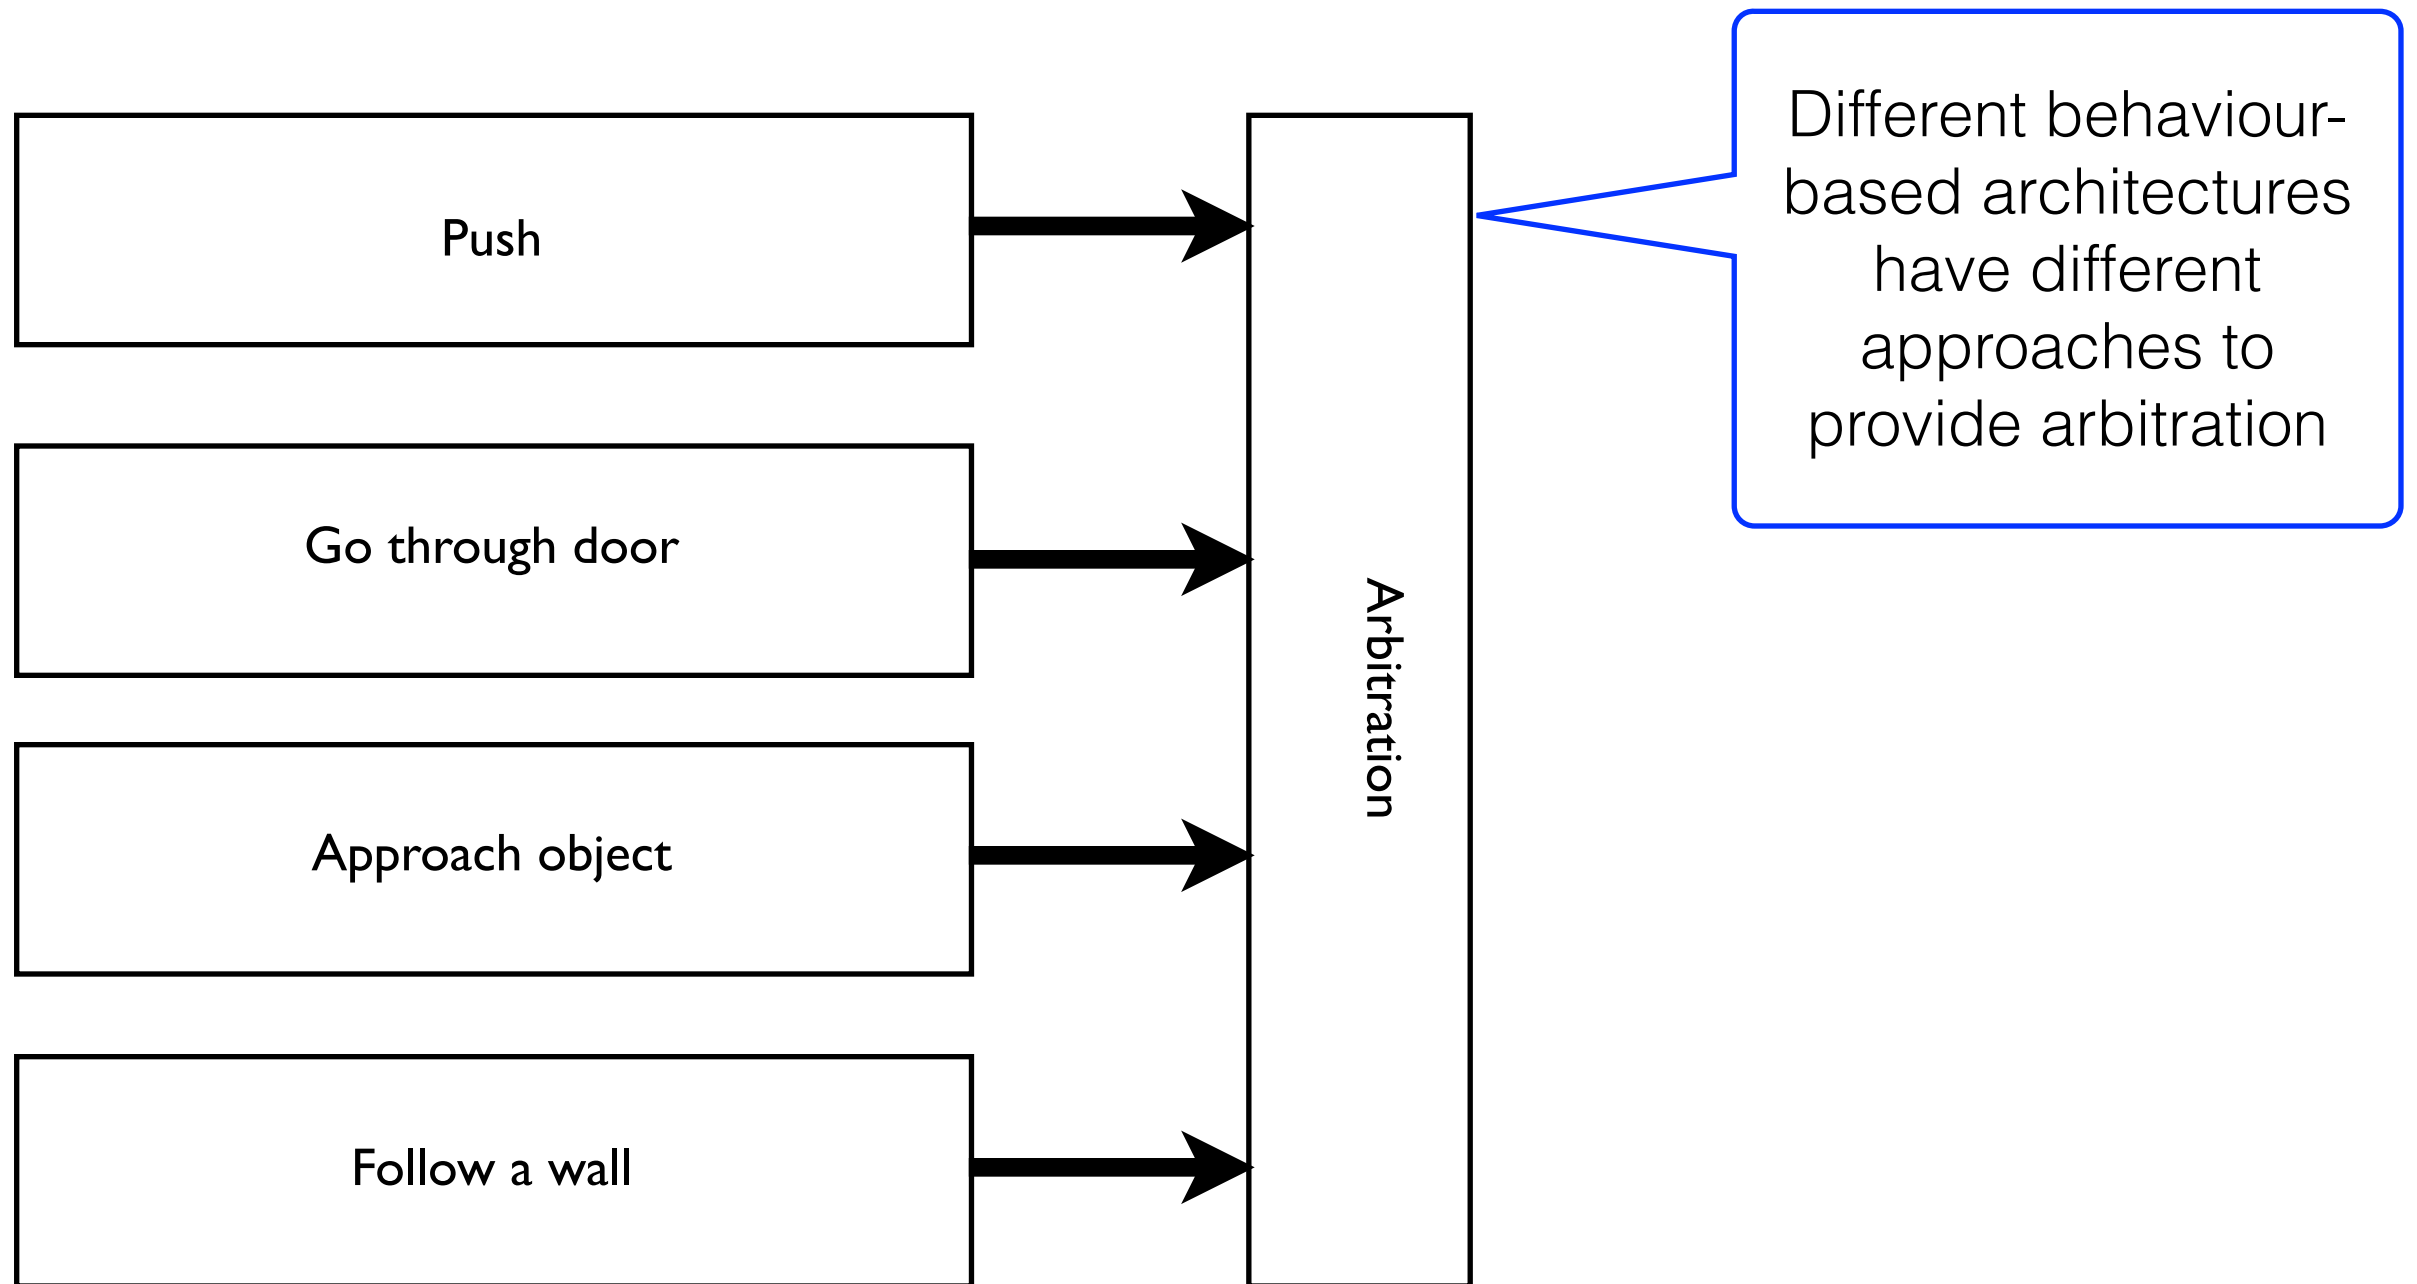 Push
Go through door
Approach object
Follow a wall
Arbitration
Different behaviour-
based architectures
have different
approaches to
provide arbitration